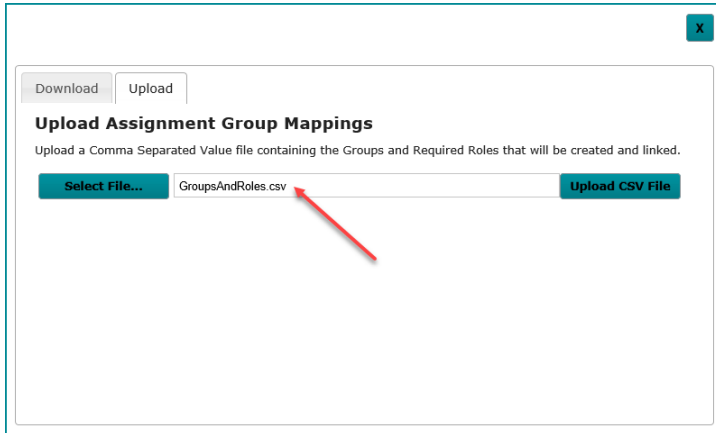 X
Download Upload
Upload Assignment Group Mappings
Upload a Comma Separated Value file containing the Groups and Required Roles that will be created and linked.
Select File... GroupsAndRoles.csv Upload CSV File